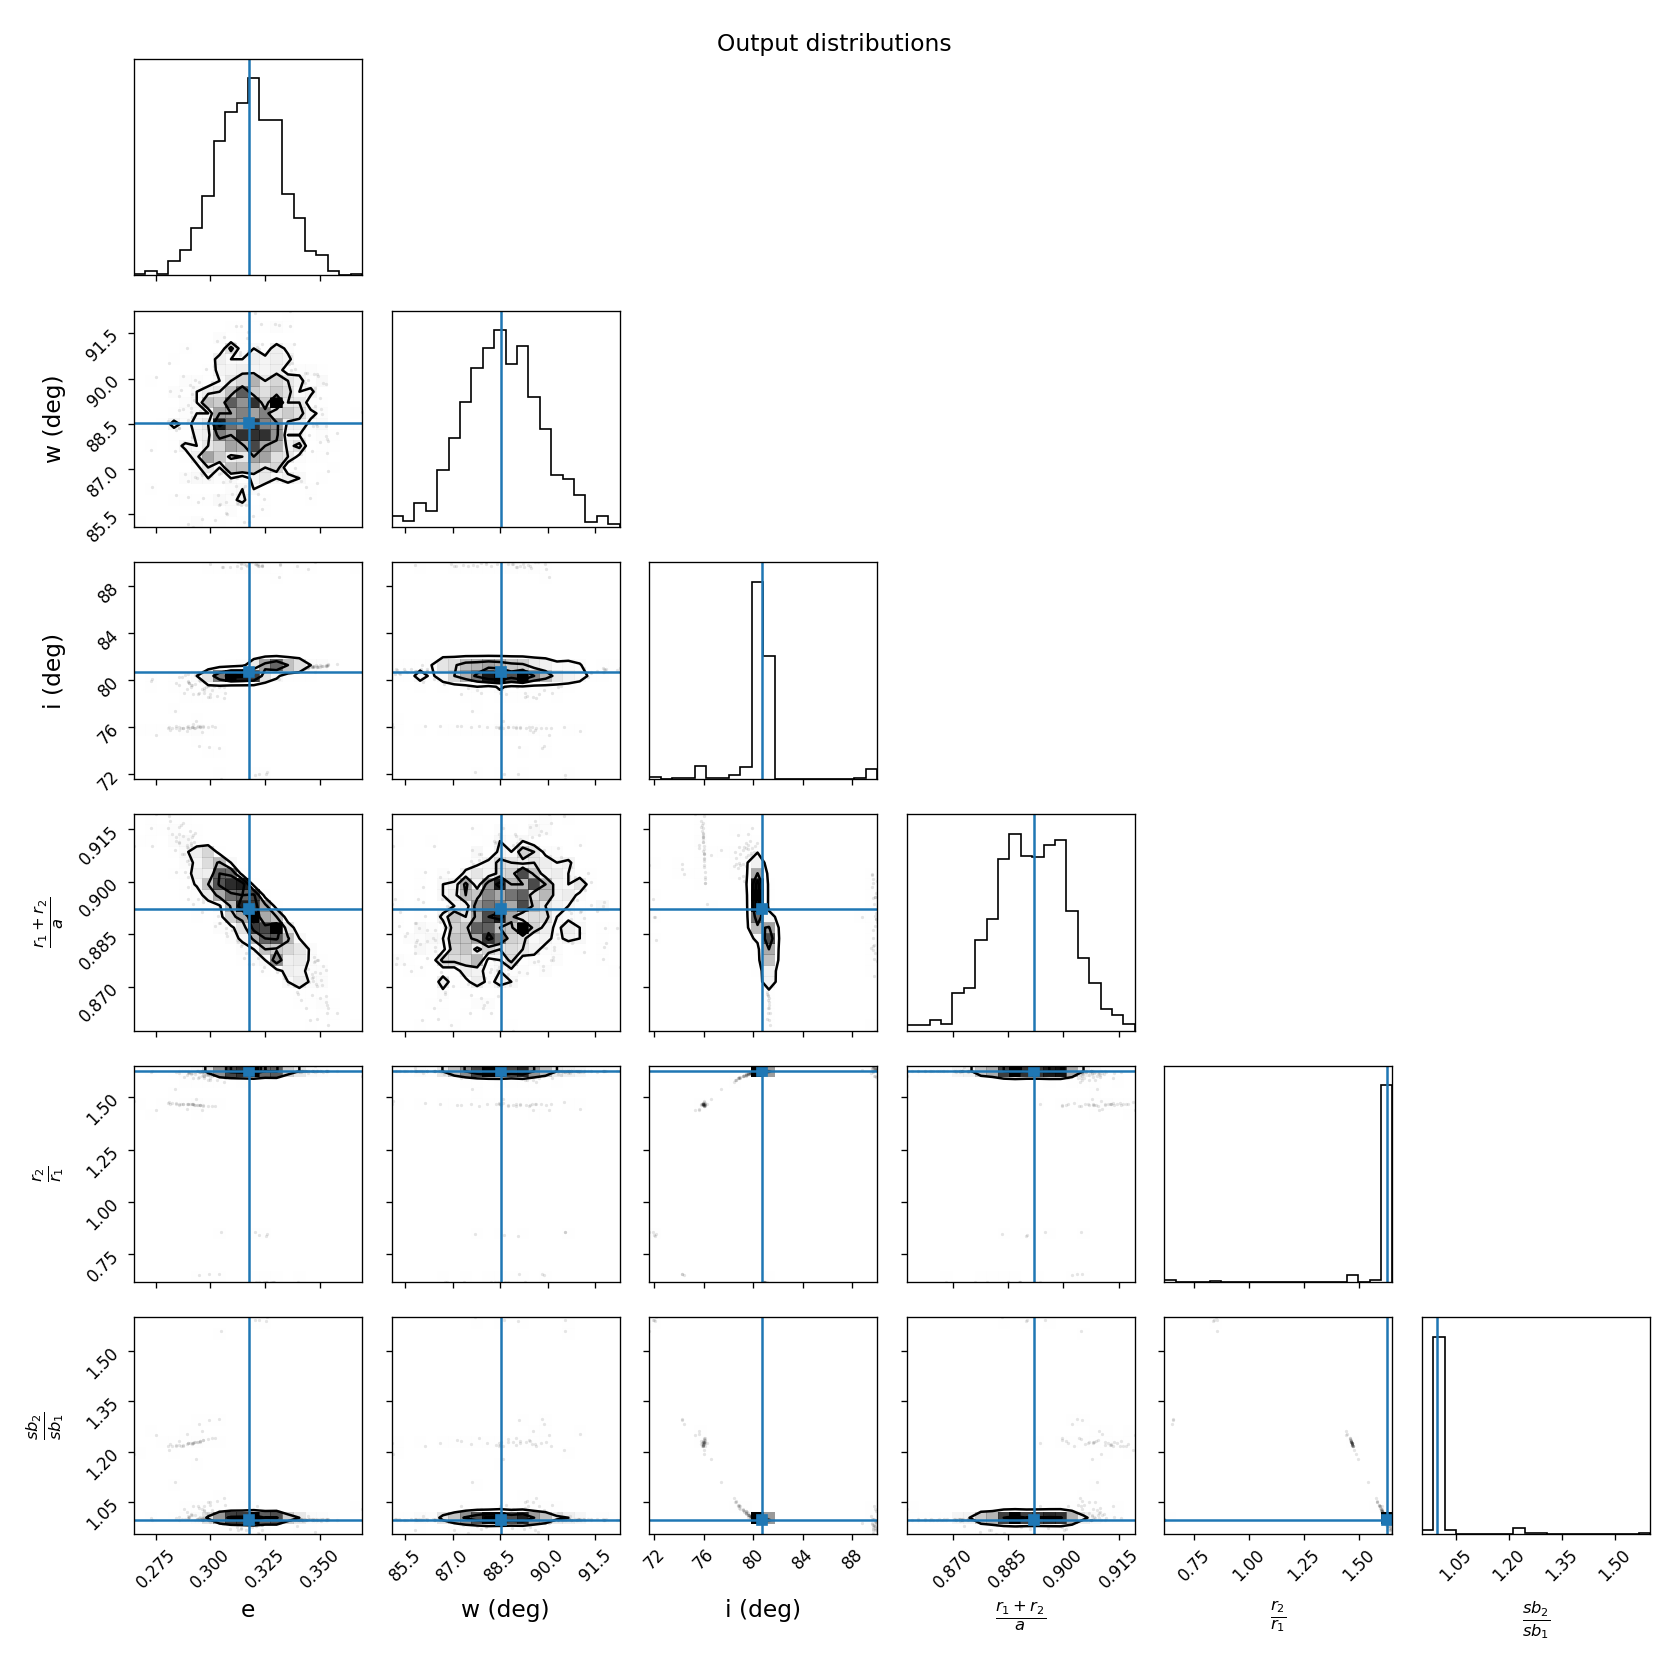 Output distributions
w (deg)
91.5
90.0
88.5
87.0
85.5
i (deg)
88
84
80
76
72
r₁ + r₂
a
0.915
0.900
0.885
0.870
r₂
r₁
1.50
1.25
1.00
0.75
sb₂
sb₁
1.50
1.35
1.20
1.05
0.275 0.300 0.325 0.350
85.5 87.0 88.5 90.0 91.5
72 76 80 84 88
0.870 0.885 0.900 0.915
0.75 1.00 1.25 1.50
1.05 1.20 1.35 1.50
e
w (deg)
i (deg)
r₁ + r₂
a
r₂
r₁
sb₂
sb₁